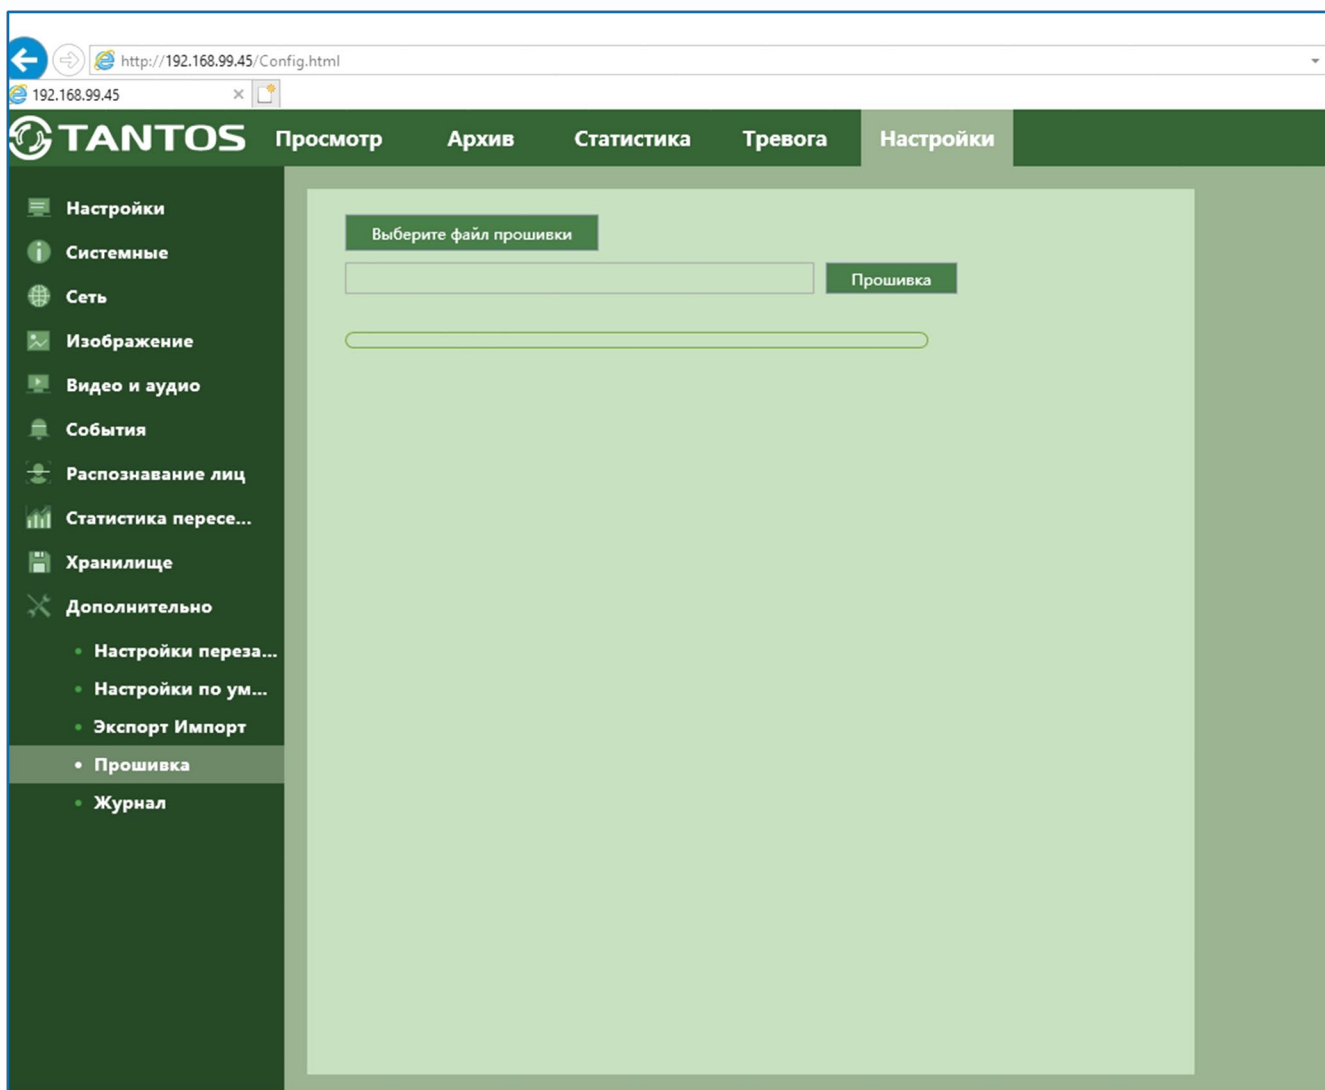 http://192.168.99.45/Config.html
192.168.99.45
TANTOS Просмотр Архив Статистика Тревога Настройки
Настройки
Системные
Сеть
Изображение
Видео и аудио
События
Распознавание лиц
Статистика пересе...
Хранилище
Дополнительно
Настройки переза...
Настройки по ум...
Экспорт Импорт
Прошивка
Журнал
Выберите файл прошивки
Прошивка